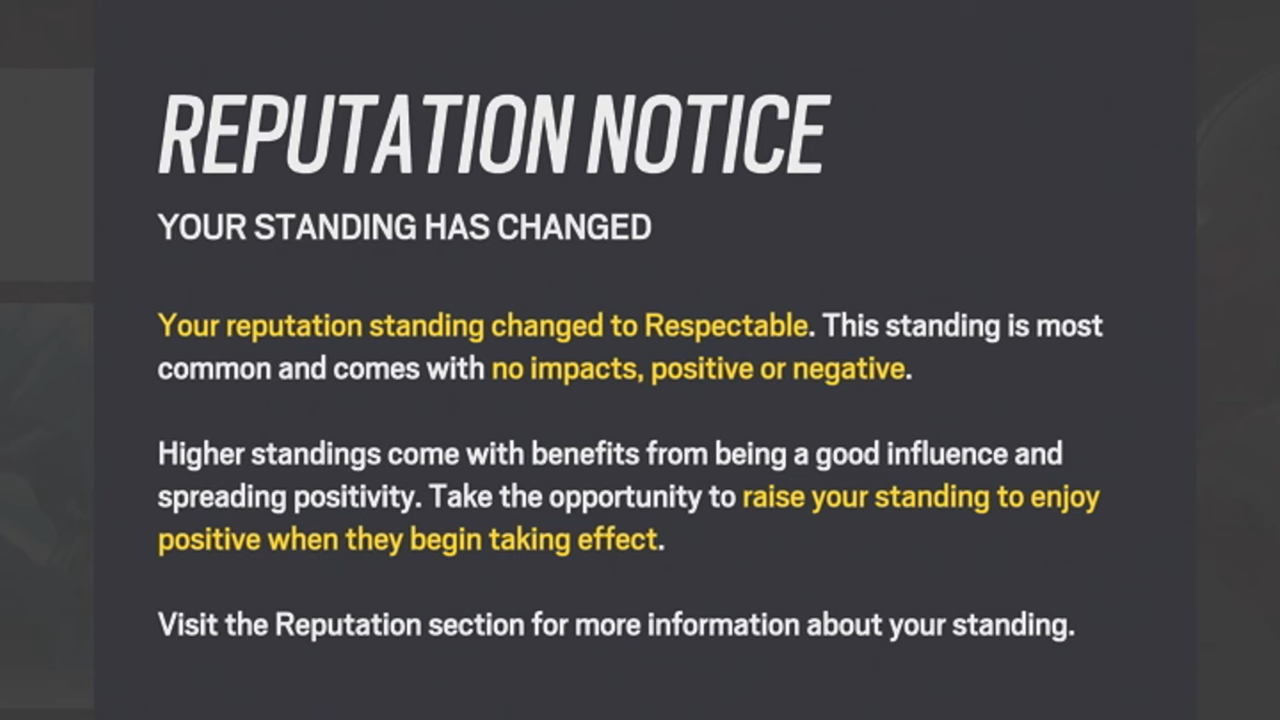 REPUTATION NOTICE
YOUR STANDING HAS CHANGED
Your reputation standing changed to Respectable. This standing is most
common and comes with no impacts, positive or negative.
Higher standings come with benefits from being a good influence and
spreading positivity. Take the opportunity to raise your standing to enjoy
positive when they begin taking effect.
Visit the Reputation section for more information about your standing.